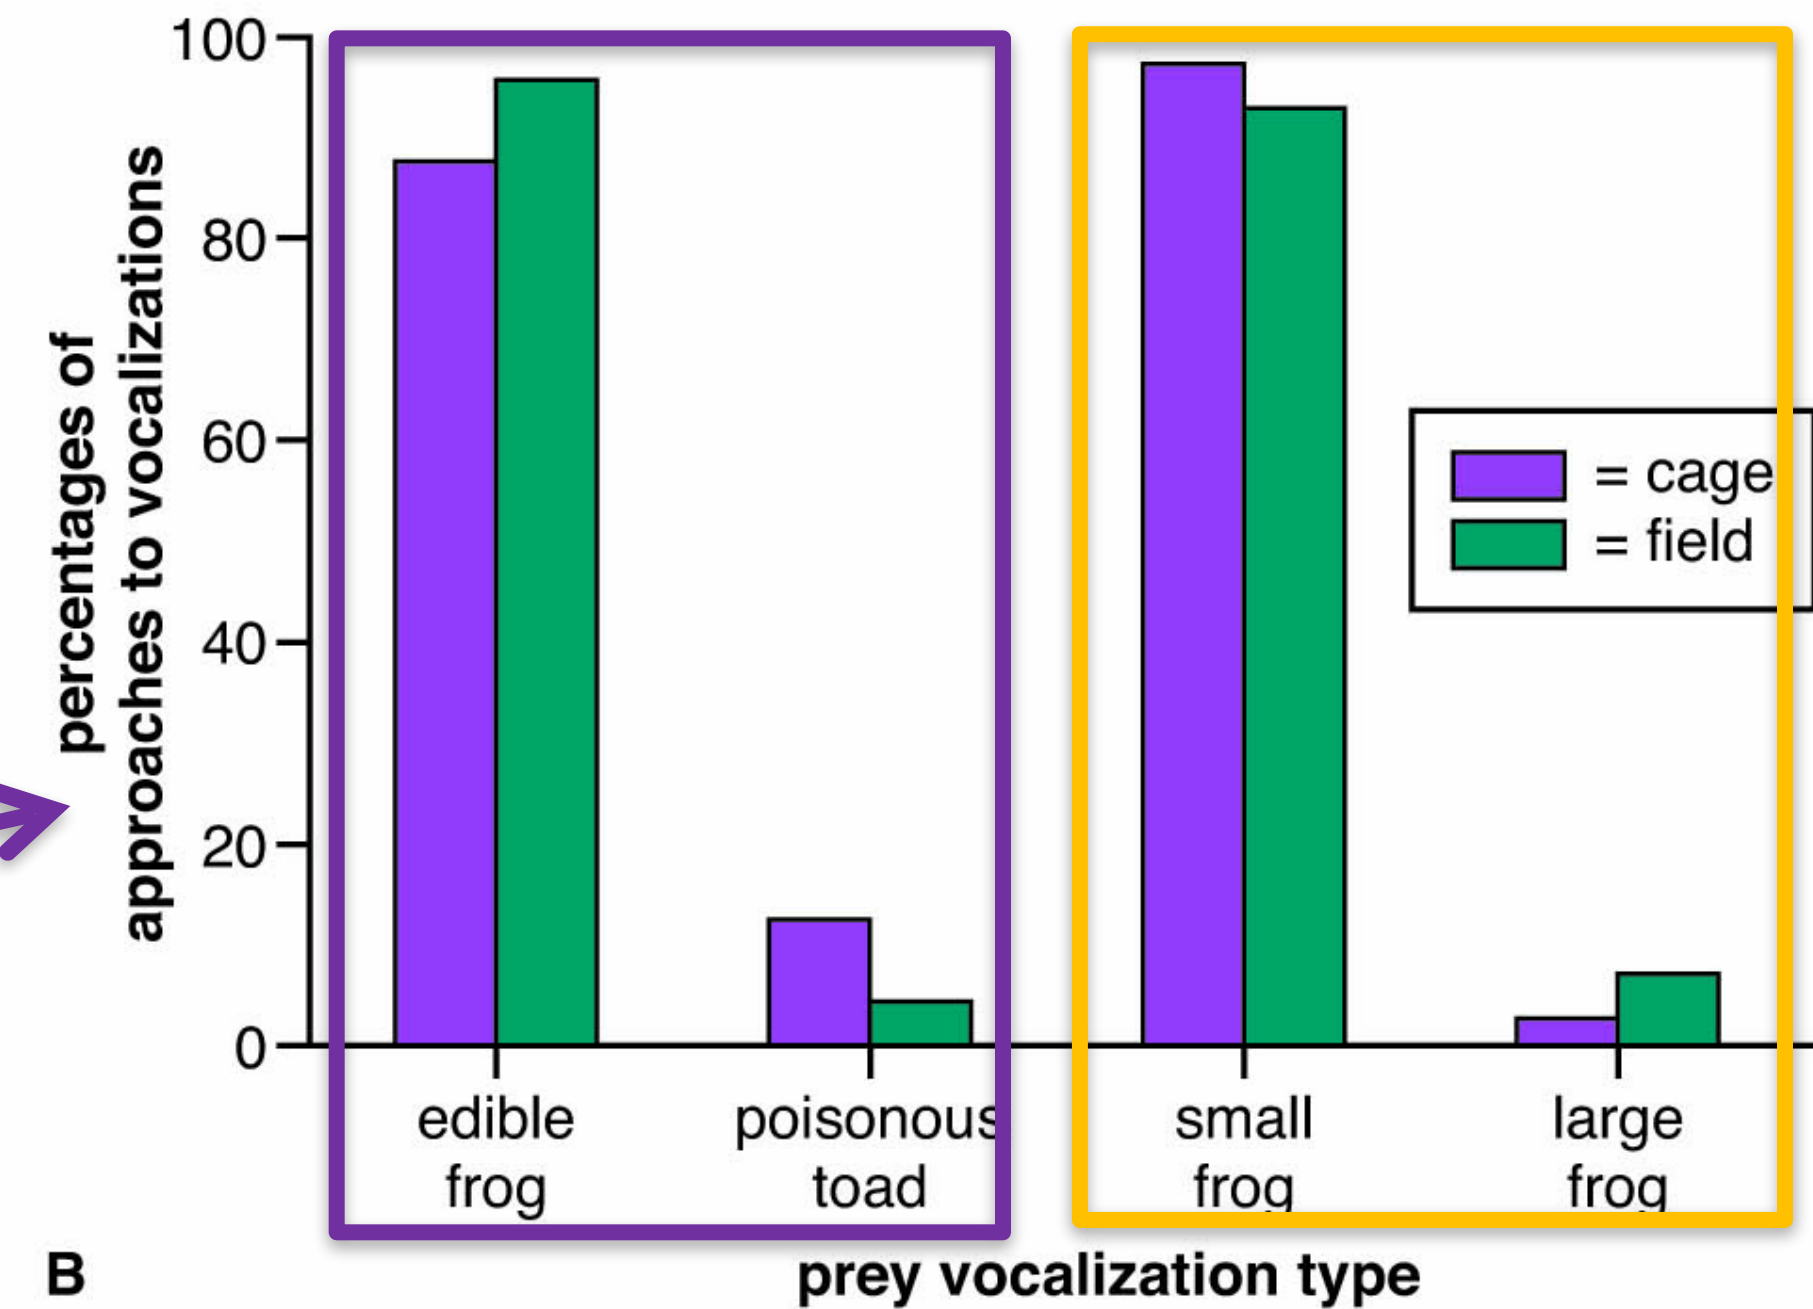 percentages of
approaches to vocalizations
100
80
60
40
20
0
= cage
= field
edible
frog
poisonous
toad
small
frog
large
frog
B
prey vocalization type